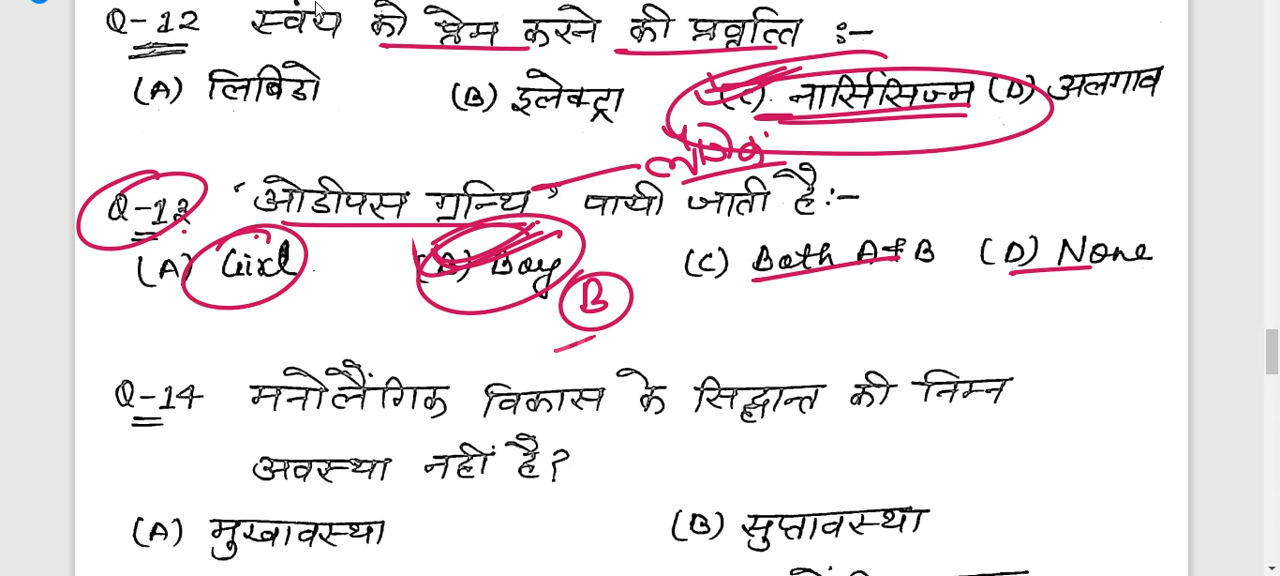 Q-12 स्वंय को प्रेम करने की प्रवृत्ति :-
(A) लिबिडो (B) इलेक्ट्रा (C) नार्सिसिज्म (D) अलगाव
Q-13 'ओडीपस ग्रन्थि' पायी जाती है:-
(A) Girl (B) Boy (C) Both A & B (D) None
B
Q-14 मनोलैंगिक विकास के सिद्धान्त की निम्न
अवस्था नहीं है?
(A) मुखावस्था (B) सुप्तावस्था